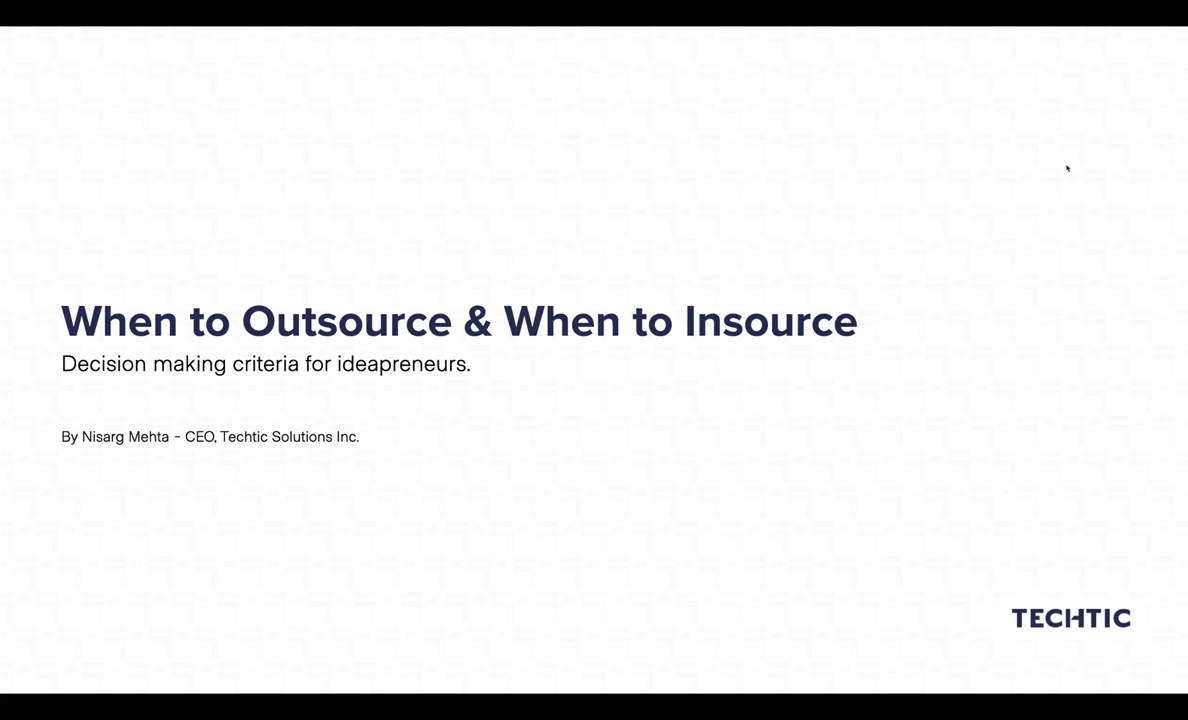 When to Outsource & When to Insource
Decision making criteria for ideapreneurs.
By Nisarg Mehta - CEO, Techtic Solutions Inc.
TECHTIC